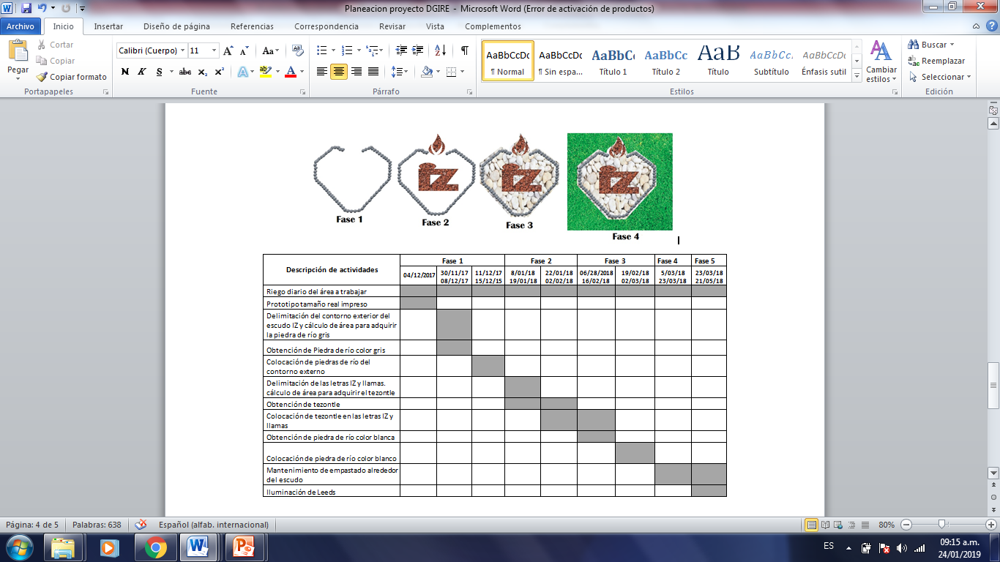 Planeacion proyecto DGIRE - Microsoft Word (Error de activación de productos)
Archivo Inicio Insertar Diseño de página Referencias Correspondencia Revisar Vista Complementos
Pegar
Cortar
Copiar
Copiar formato
Portapapeles
Calibri (Cuerpo) 11
Fuente
Párrafo
AaBbCcDc AaBbCcDc AaBbC AaBbCc AaB AaBbCc. AaBbCcDc
¶ Normal ¶ Sin espa... Título 1 Título 2 Título Subtítulo Énfasis sutil
Cambiar
estilos
Estilos
Buscar
Reemplazar
Seleccionar
Edición
IZ
IZ
IZ
Fase 1
Fase 2
Fase 3
Fase 4
Descripción de actividades
Fase 1 Fase 2 Fase 3 Fase 4 Fase 5
04/12/2017
30/11/17
08/12/17
11/12/17
15/12/15
8/01/18
19/01/18
22/01/18
02/02/18
06/28/2018
16/02/18
19/02/18
02/03/18
5/03/18
23/03/18
23/03/18
21/05/18
Riego diario del área a trabajar
Prototipo tamaño real impreso
Delimitación del contorno exterior del
escudo IZ y cálculo de área para adquirir
la piedra de río gris
Obtención de Piedra de río color gris
Colocación de piedras de río del
contorno externo
Delimitación de las letras IZ y llamas.
cálculo de área para adquirir el tezontle
Obtención de tezontle
Colocación de tezontle en las letras IZ y
llamas
Obtención de piedra de río color blanca
Colocación de piedra de río color blanco
Mantenimiento de empastado alrededor
del escudo
Iluminación de Leeds
Página: 4 de 5 Palabras: 638 Español (alfab. internacional) 80%
ES
09:15 a.m.
24/01/2019